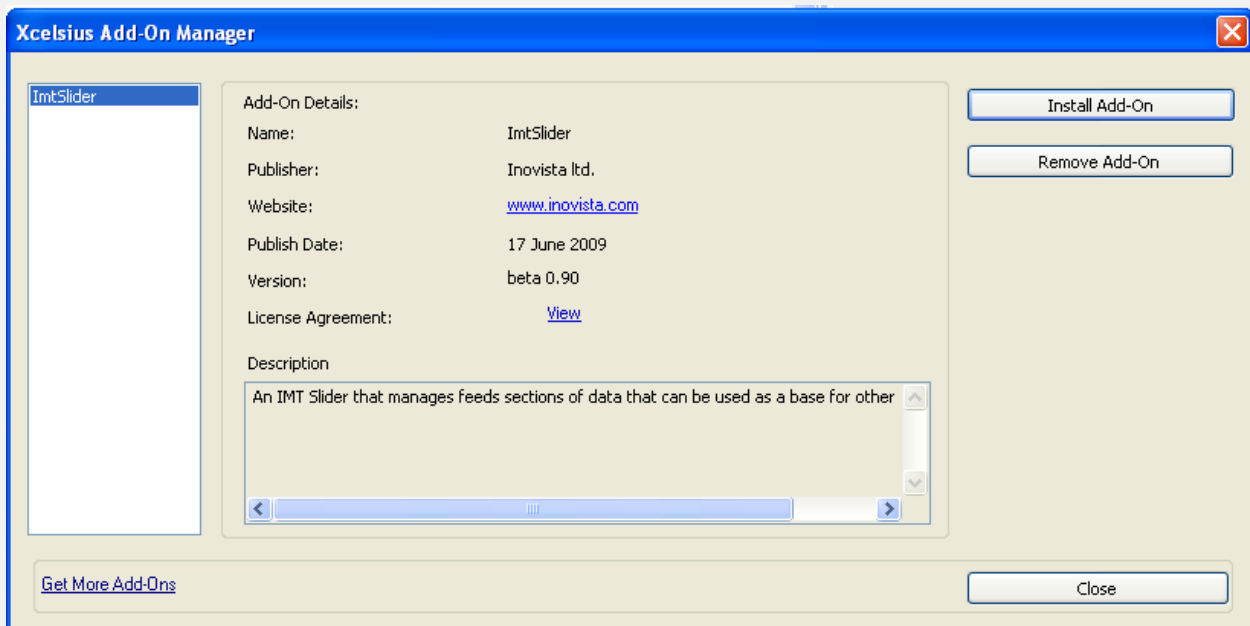 Xcelsius Add-On Manager
ImtSlider
Add-On Details:
Name: ImtSlider
Publisher: Inovista ltd.
Website: www.inovista.com
Publish Date: 17 June 2009
Version: beta 0.90
License Agreement: View
Description
An IMT Slider that manages feeds sections of data that can be used as a base for other
Install Add-On
Remove Add-On
Get More Add-Ons
Close